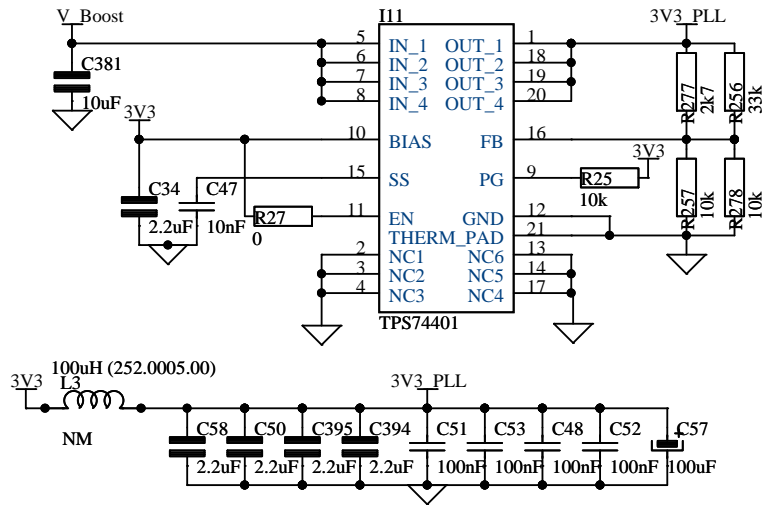 V_Boost
I11
3V3_PLL
5 IN_1 OUT_1 1
6 IN_2 OUT_2 18
7 IN_3 OUT_3 19
8 IN_4 OUT_4 20
C381
10uF
R277
2k7
R256
33k
3V3
10 BIAS FB 16
3V3
15 SS PG 9
R25
10k
C34
2.2uF
C47
10nF
R27
0
11 EN GND 12
THERM_PAD 21
R257
10k
R278
10k
2 NC1 NC6 13
3 NC2 NC5 14
4 NC3 NC4 17
TPS74401
100uH (252.0005.00)
3V3
L3
NM
3V3_PLL
C58
2.2uF
C50
2.2uF
C395
2.2uF
C394
2.2uF
C51
100nF
C53
100nF
C48
100nF
C52
100nF
+
C57
100uF